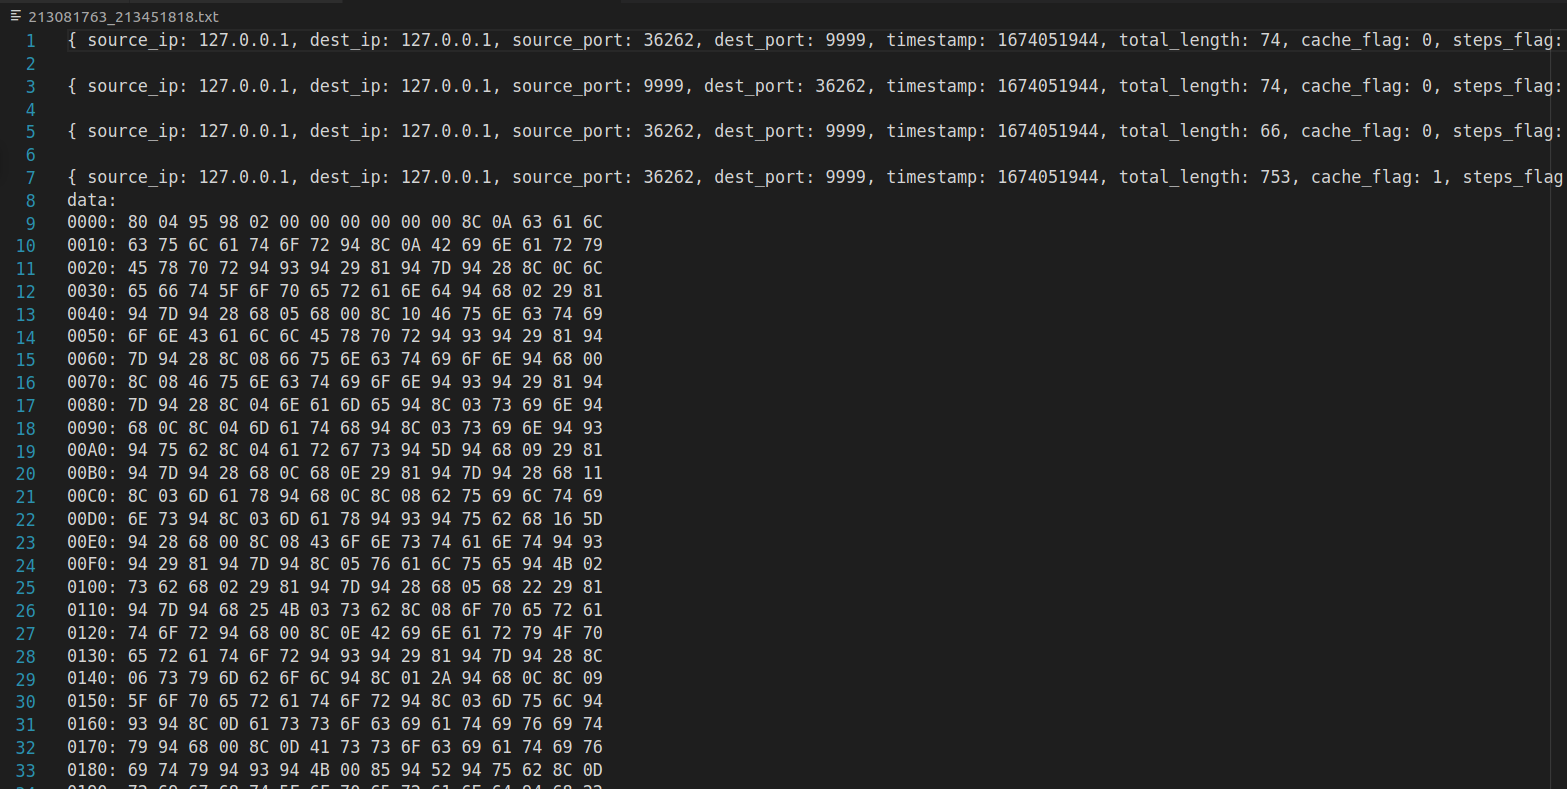 213081763_213451818.txt
1 { source_ip: 127.0.0.1, dest_ip: 127.0.0.1, source_port: 36262, dest_port: 9999, timestamp: 1674051944, total_length: 74, cache_flag: 0, steps_flag:
2
3 { source_ip: 127.0.0.1, dest_ip: 127.0.0.1, source_port: 9999, dest_port: 36262, timestamp: 1674051944, total_length: 74, cache_flag: 0, steps_flag:
4
5 { source_ip: 127.0.0.1, dest_ip: 127.0.0.1, source_port: 36262, dest_port: 9999, timestamp: 1674051944, total_length: 66, cache_flag: 0, steps_flag:
6
7 { source_ip: 127.0.0.1, dest_ip: 127.0.0.1, source_port: 36262, dest_port: 9999, timestamp: 1674051944, total_length: 753, cache_flag: 1, steps_flag
8 data:
9 0000: 80 04 95 98 02 00 00 00 00 00 00 8C 0A 63 61 6C
10 0010: 63 75 6C 61 74 6F 72 94 8C 0A 42 69 6E 61 72 79
11 0020: 45 78 70 72 94 93 94 29 81 94 7D 94 28 8C 0C 6C
12 0030: 65 66 74 5F 6F 70 65 72 61 6E 64 94 68 02 29 81
13 0040: 94 7D 94 28 68 05 68 00 8C 10 46 75 6E 63 74 69
14 0050: 6F 6E 43 61 6C 6C 45 78 70 72 94 93 94 29 81 94
15 0060: 7D 94 28 8C 08 66 75 6E 63 74 69 6F 6E 94 68 00
16 0070: 8C 08 46 75 6E 63 74 69 6F 6E 94 93 94 29 81 94
17 0080: 7D 94 28 8C 04 6E 61 6D 65 94 8C 03 73 69 6E 94
18 0090: 68 0C 8C 04 6D 61 74 68 94 8C 03 73 69 6E 94 93
19 00A0: 94 75 62 8C 04 61 72 67 73 94 5D 94 68 09 29 81
20 00B0: 94 7D 94 28 68 0C 68 0E 29 81 94 7D 94 28 68 11
21 00C0: 8C 03 6D 61 78 94 68 0C 8C 08 62 75 69 6C 74 69
22 00D0: 6E 73 94 8C 03 6D 61 78 94 93 94 75 62 68 16 5D
23 00E0: 94 28 68 00 8C 08 43 6F 6E 73 74 61 6E 74 94 93
24 00F0: 94 29 81 94 7D 94 8C 05 76 61 6C 75 65 94 4B 02
25 0100: 73 62 68 02 29 81 94 7D 94 28 68 05 68 22 29 81
26 0110: 94 7D 94 68 25 4B 03 73 62 8C 08 6F 70 65 72 61
27 0120: 74 6F 72 94 68 00 8C 0E 42 69 6E 61 72 79 4F 70
28 0130: 65 72 61 74 6F 72 94 93 94 29 81 94 7D 94 28 8C
29 0140: 06 73 79 6D 62 6F 6C 94 8C 01 2A 94 68 0C 8C 09
30 0150: 5F 6F 70 65 72 61 74 6F 72 94 8C 03 6D 75 6C 94
31 0160: 93 94 8C 0D 61 73 73 6F 63 69 61 74 69 76 69 74
32 0170: 79 94 68 00 8C 0D 41 73 73 6F 63 69 61 74 69 76
33 0180: 69 74 79 94 93 94 4B 00 85 94 52 94 75 62 8C 0D